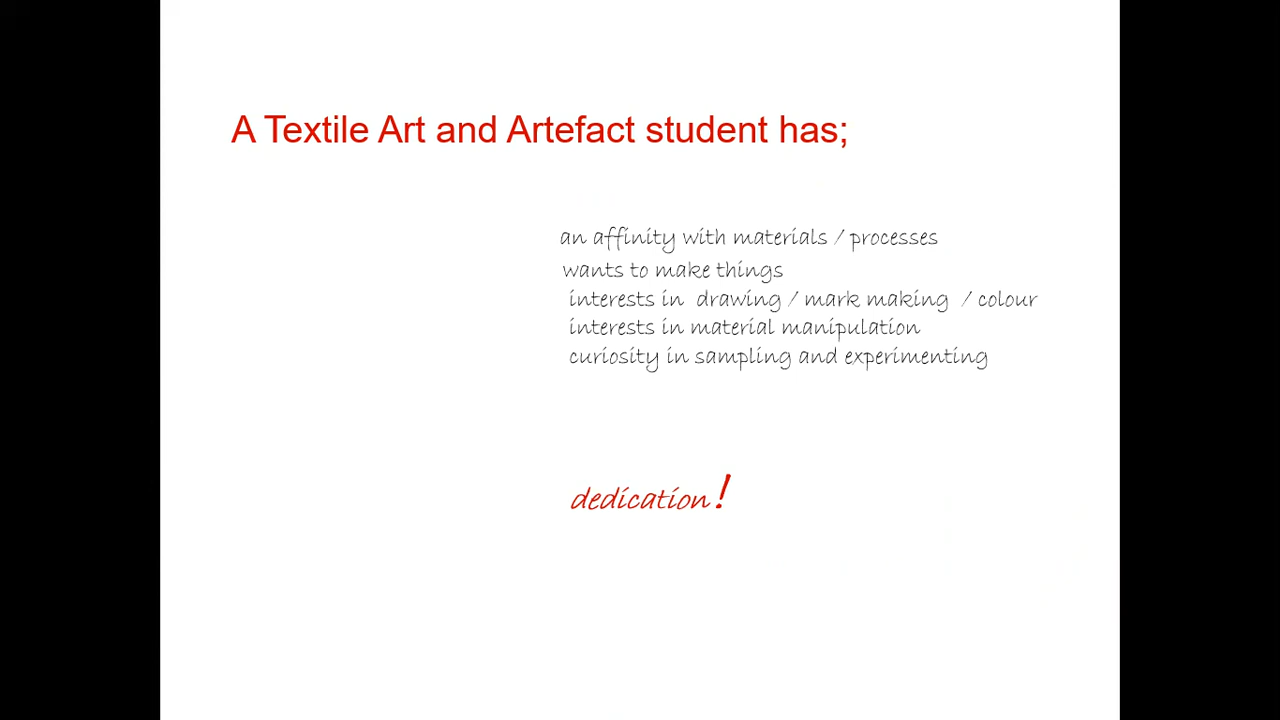 A Textile Art and Artefact student has;
an affinity with materials / processes
wants to make things
interests in drawing / mark making / colour
interests in material manipulation
curiosity in sampling and experimenting
dedication!